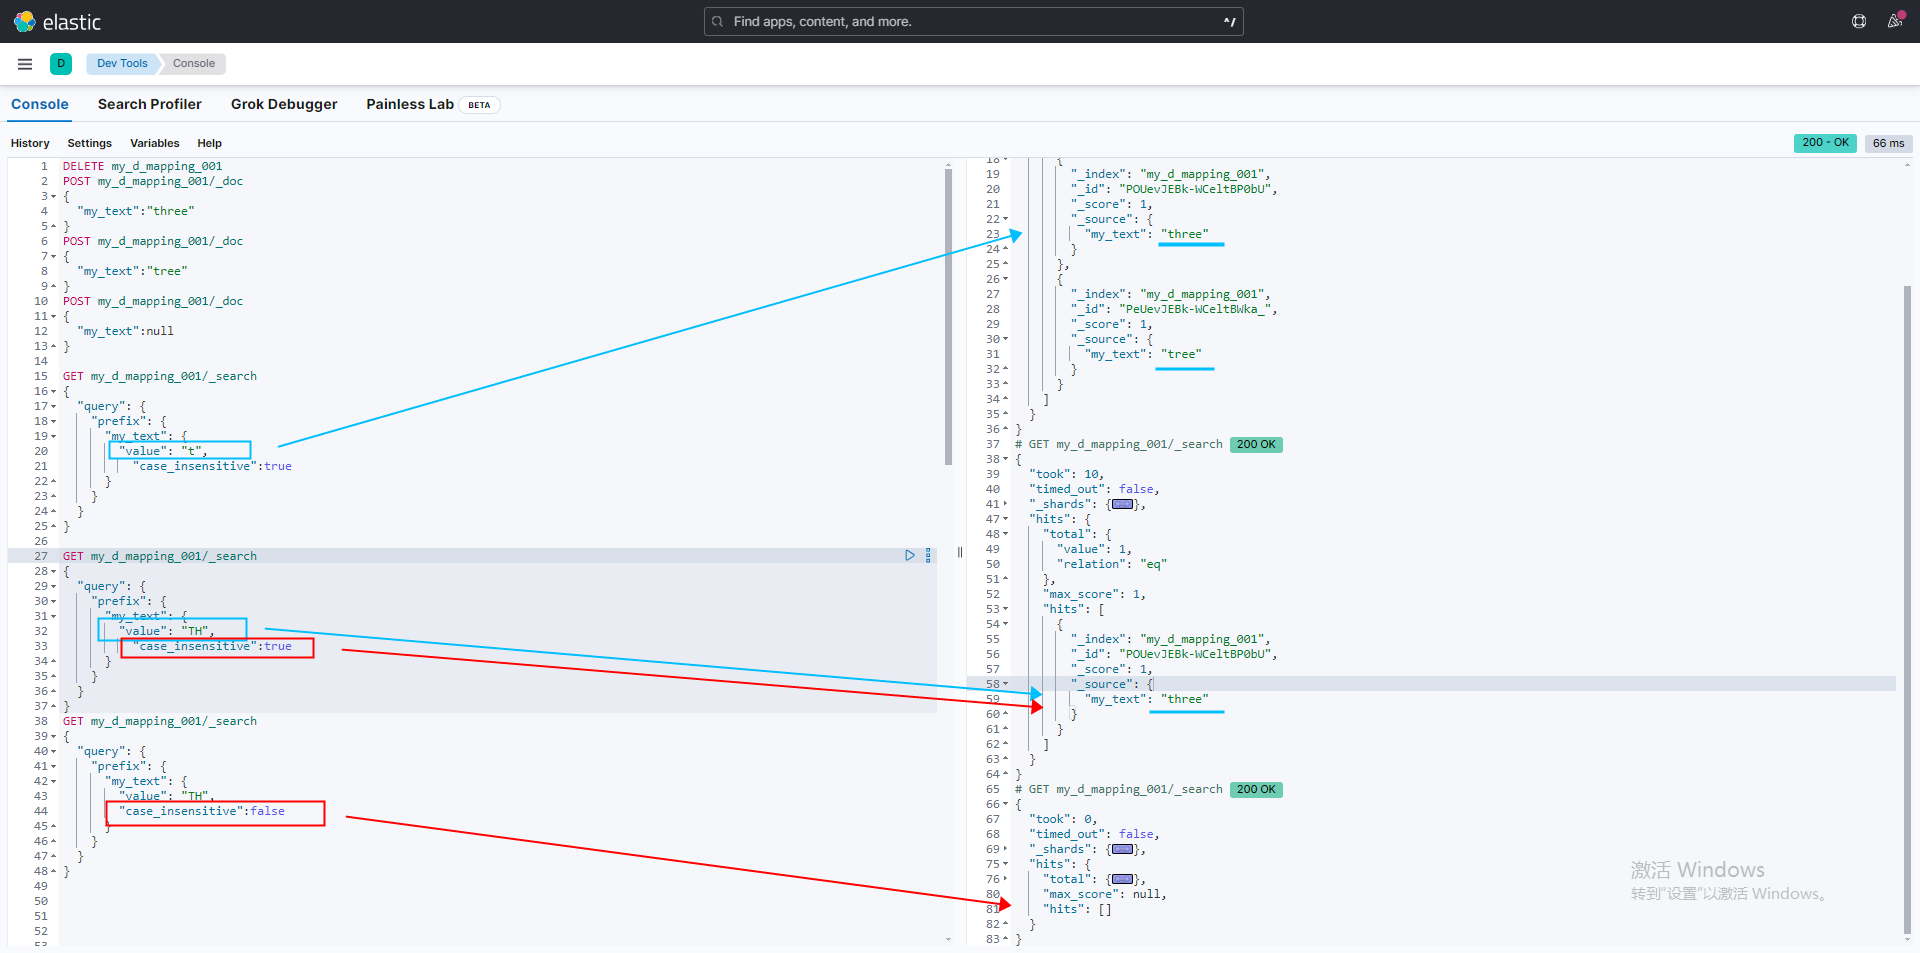 elastic
Find apps, content, and more.
^/
D
Dev Tools
Console
Console
Search Profiler
Grok Debugger
Painless Lab
BETA
History
Settings
Variables
Help
200 - OK
66 ms
1 DELETE my_d_mapping_001
2 POST my_d_mapping_001/_doc
3 {
4 "my_text":"three"
5 }
6 POST my_d_mapping_001/_doc
7 {
8 "my_text":"tree"
9 }
10 POST my_d_mapping_001/_doc
11 {
12 "my_text":null
13 }
14
15 GET my_d_mapping_001/_search
16 {
17 "query": {
18 "prefix": {
19 "my_text": {
20 "value": "t",
21 "case_insensitive":true
22 }
23 }
24 }
25 }
26
27 GET my_d_mapping_001/_search
28 {
29 "query": {
30 "prefix": {
31 "my_text": {
32 "value": "TH",
33 "case_insensitive":true
34 }
35 }
36 }
37 }
38 GET my_d_mapping_001/_search
39 {
40 "query": {
41 "prefix": {
42 "my_text": {
43 "value": "TH",
44 "case_insensitive":false
45 }
46 }
47 }
48 }
49
50
51
52
53
18 {
19 "_index": "my_d_mapping_001",
20 "_id": "POUevJEBk-WCeltBP0bU",
21 "_score": 1,
22 "_source": {
23 "my_text": "three"
24 }
25 },
26 {
27 "_index": "my_d_mapping_001",
28 "_id": "PeUevJEBk-WCeltBWka_",
29 "_score": 1,
30 "_source": {
31 "my_text": "tree"
32 }
33 }
34 ]
35 }
36 }
37 # GET my_d_mapping_001/_search 200 OK
38 {
39 "took": 10,
40 "timed_out": false,
41 "_shards": {},
47 "hits": {
48 "total": {
49 "value": 1,
50 "relation": "eq"
51 },
52 "max_score": 1,
53 "hits": [
54 {
55 "_index": "my_d_mapping_001",
56 "_id": "POUevJEBk-WCeltBP0bU",
57 "_score": 1,
58 "_source": {
59 "my_text": "three"
60 }
61 }
62 ]
63 }
64 }
65 # GET my_d_mapping_001/_search 200 OK
66 {
67 "took": 0,
68 "timed_out": false,
69 "_shards": {},
75 "hits": {
76 "total": {},
80 "max_score": null,
81 "hits": []
82 }
83 }
激活 Windows
转到"设置"以激活 Windows。